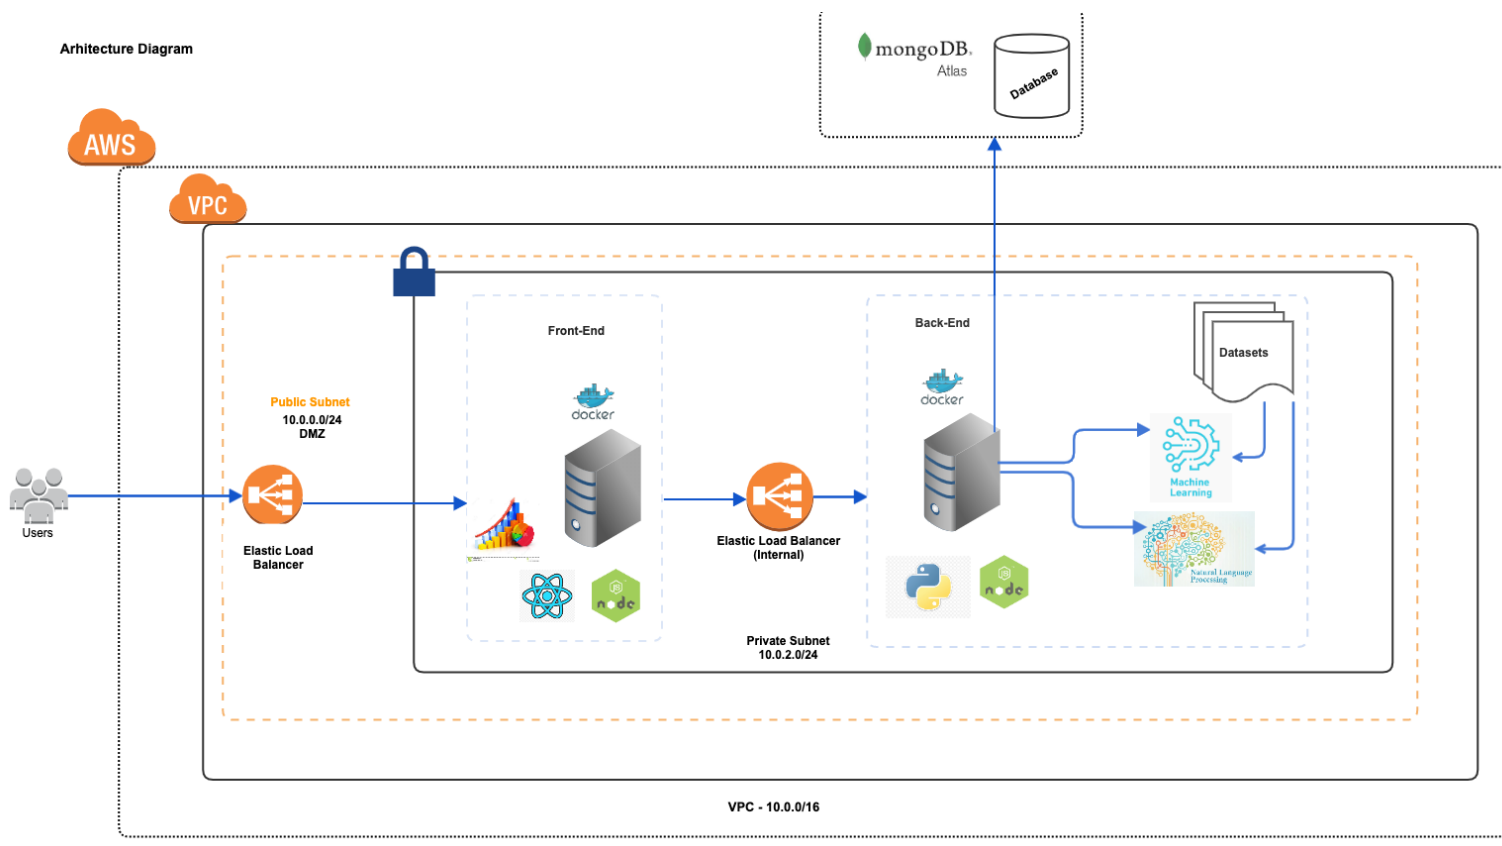 Arhitecture Diagram
mongoDB.
Atlas
Database
AWS
VPC
Front-End
Back-End
Datasets
docker
docker
Public Subnet
10.0.0.0/24
DMZ
Machine
Learning
Users
Elastic Load
Balancer
Elastic Load Balancer
(Internal)
Natural Language
Processing
JS
node
JS
node
Private Subnet
10.0.2.0/24
VPC - 10.0.0/16